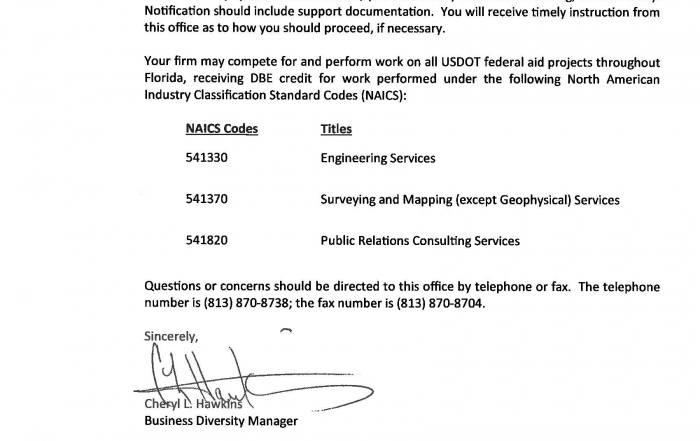 Notification should include support documentation. You will receive timely instruction from
this office as to how you should proceed, if necessary.
Your firm may compete for and perform work on all USDOT federal aid projects throughout
Florida, receiving DBE credit for work performed under the following North American
Industry Classification Standard Codes (NAICS):
NAICS Codes Titles
541330 Engineering Services
541370 Surveying and Mapping (except Geophysical) Services
541820 Public Relations Consulting Services
Questions or concerns should be directed to this office by telephone or fax. The telephone
number is (813) 870-8738; the fax number is (813) 870-8704.
Sincerely,
Cheryl L. Hawkins
Business Diversity Manager